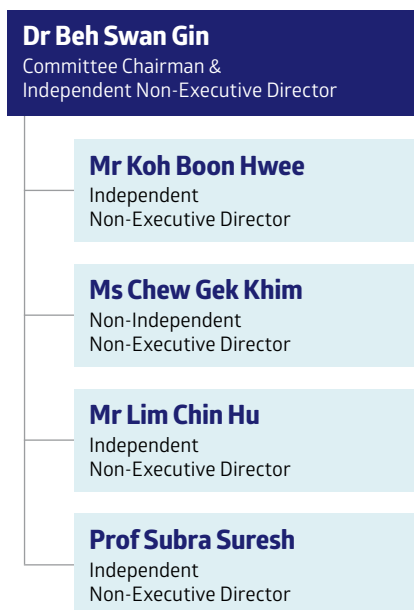 Dr Beh Swan Gin
Committee Chairman &
Independent Non-Executive Director
Mr Koh Boon Hwee
Independent
Non-Executive Director
Ms Chew Gek Khim
Non-Independent
Non-Executive Director
Mr Lim Chin Hu
Independent
Non-Executive Director
Prof Subra Suresh
Independent
Non-Executive Director